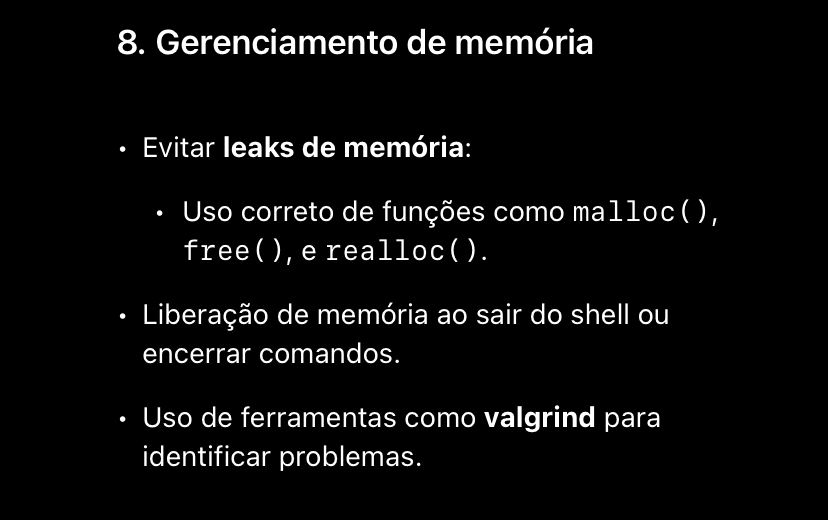 8. Gerenciamento de memória
• Evitar leaks de memória:
• Uso correto de funções como malloc(),
free(), e realloc().
• Liberação de memória ao sair do shell ou
encerrar comandos.
• Uso de ferramentas como valgrind para
identificar problemas.